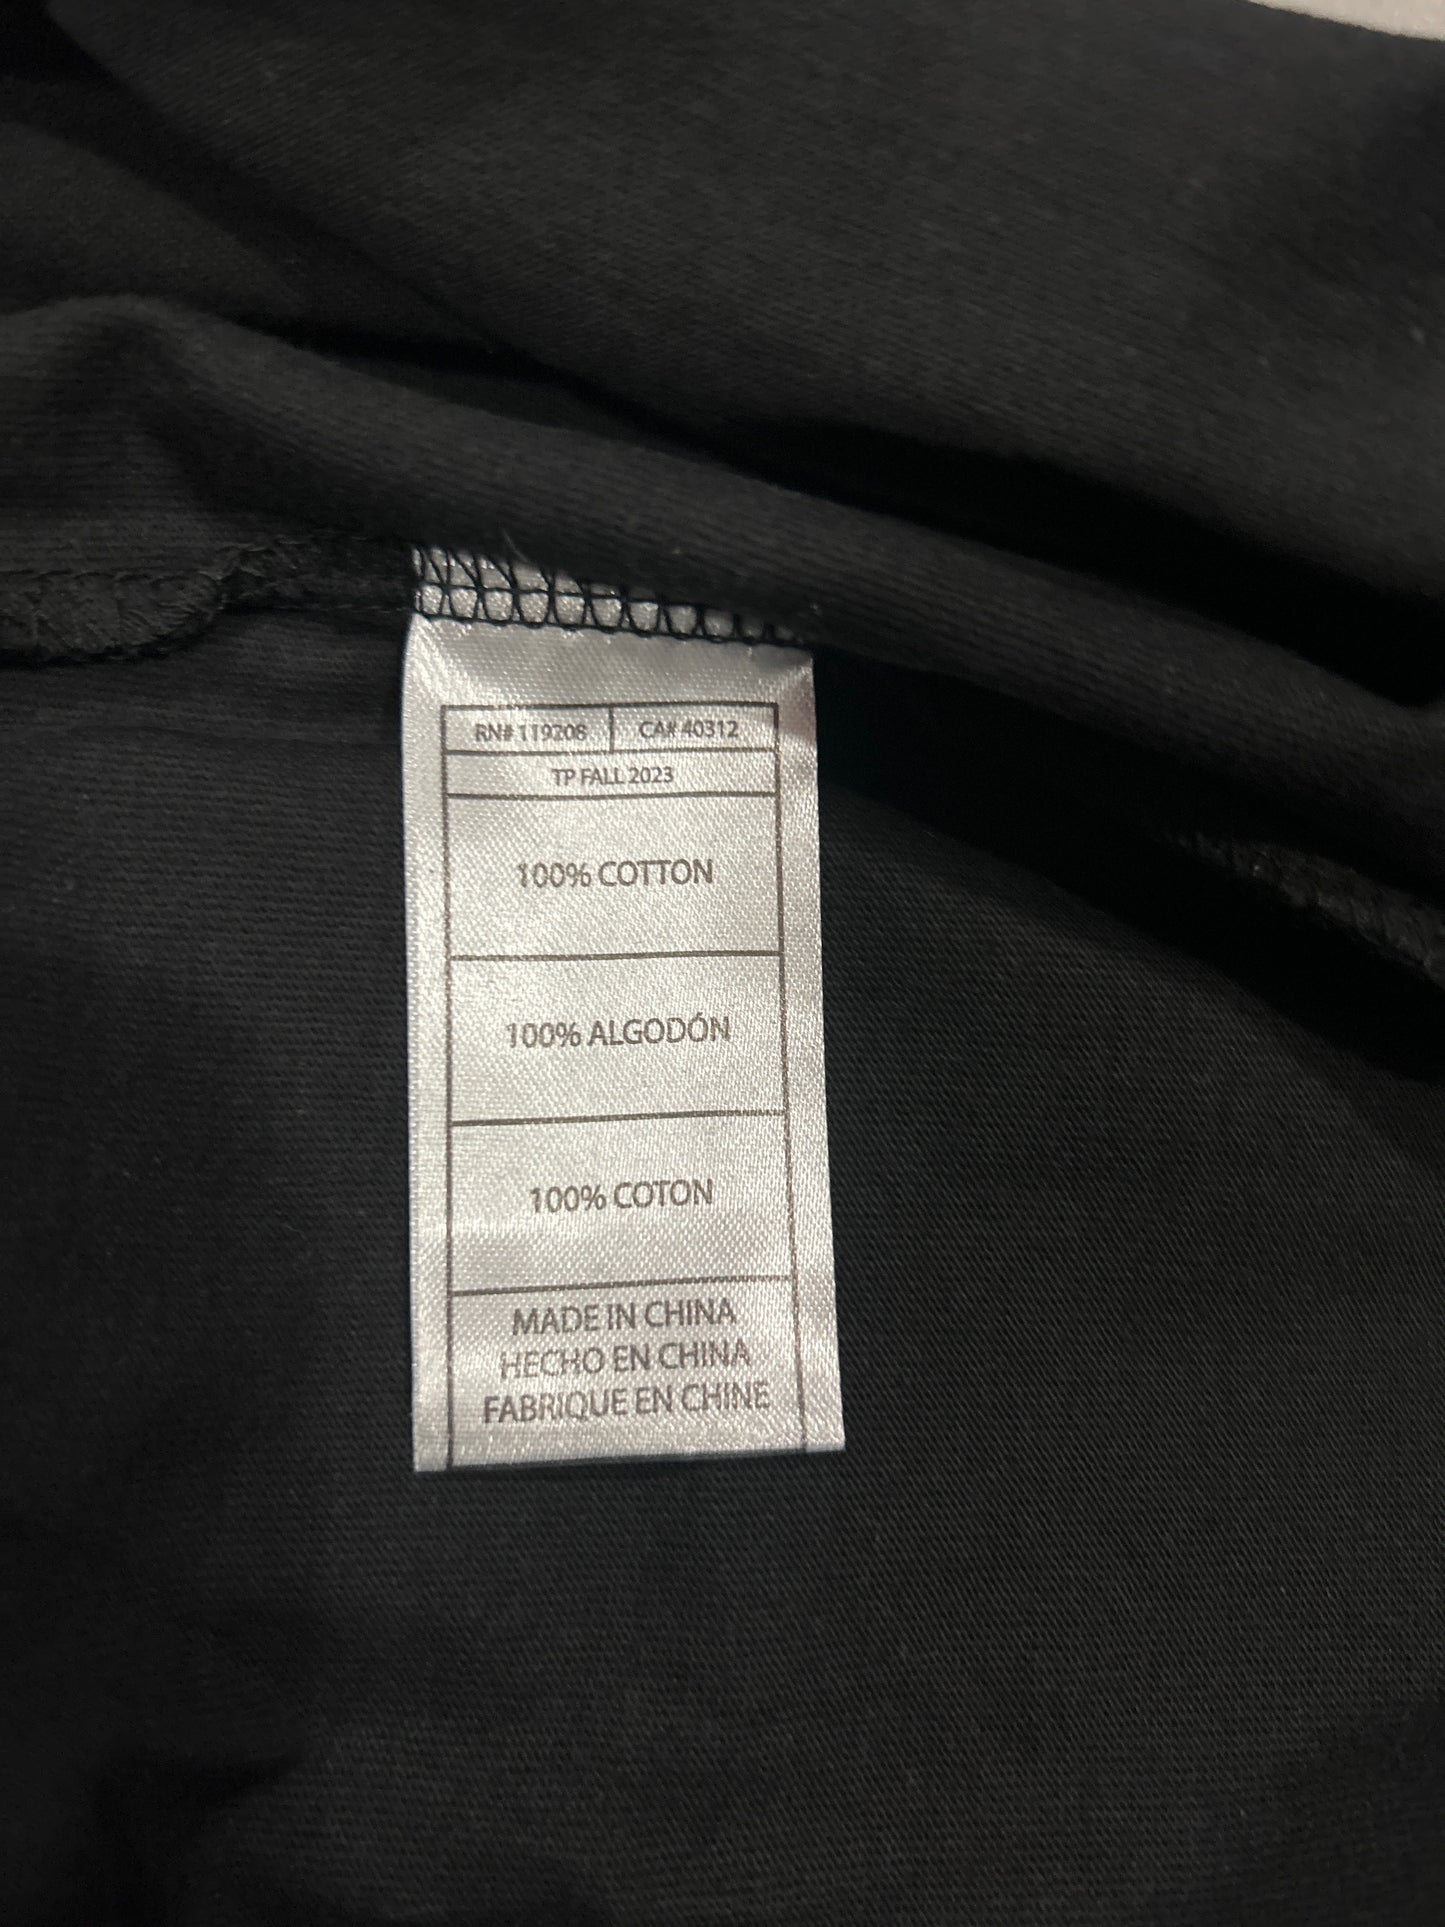 RN# 119208 CA# 40312
TP FALL 2023
100% COTTON
100% ALGODÓN
100% COTON
MADE IN CHINA
HECHO EN CHINA
FABRIQUE EN CHINE